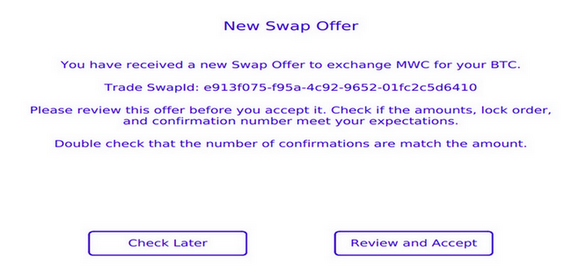 New Swap Offer
You have received a new Swap Offer to exchange MWC for your BTC.
Trade SwapId: e913f075-f95a-4c92-9652-01fc2c5d6410
Please review this offer before you accept it. Check if the amounts, lock order,
and confirmation number meet your expectations.
Double check that the number of confirmations are match the amount.
Check Later
Review and Accept